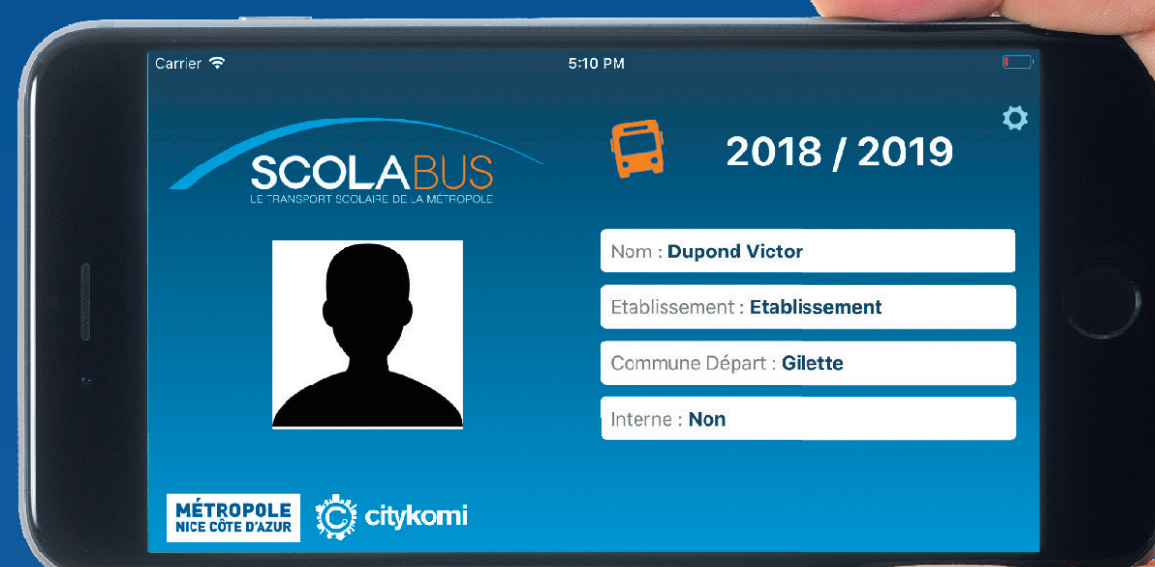 Carrier
5:10 PM
SCOLABUS
LE TRANSPORT SCOLAIRE DE LA MÉTROPOLE
2018 / 2019
Nom : Dupond Victor
Etablissement : Etablissement
Commune Départ : Gilette
Interne : Non
MÉTROPOLE
NICE CÔTE D'AZUR
citykomi